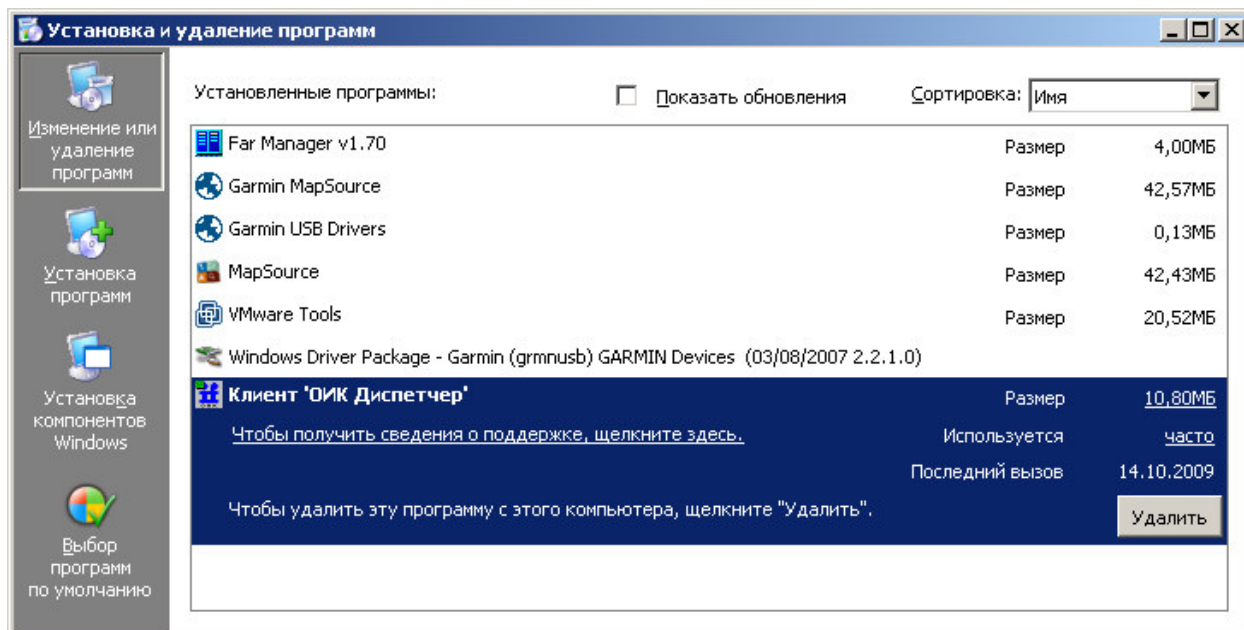 Установка и удаление программ
Изменение или
удаление
программ
Установка
программ
Установка
компонентов
Windows
Выбор
программ
по умолчанию
Установленные программы:
Показать обновления
Сортировка: Имя
Far Manager v1.70 Размер 4,00МБ
Garmin MapSource Размер 42,57МБ
Garmin USB Drivers Размер 0,13МБ
MapSource Размер 42,43МБ
VMware Tools Размер 20,52МБ
Windows Driver Package - Garmin (grmnusb) GARMIN Devices (03/08/2007 2.2.1.0)
Клиент 'ОИК Диспетчер' Размер 10,80МБ
Чтобы получить сведения о поддержке, щелкните здесь. Используется часто
Последний вызов 14.10.2009
Чтобы удалить эту программу с этого компьютера, щелкните "Удалить". Удалить